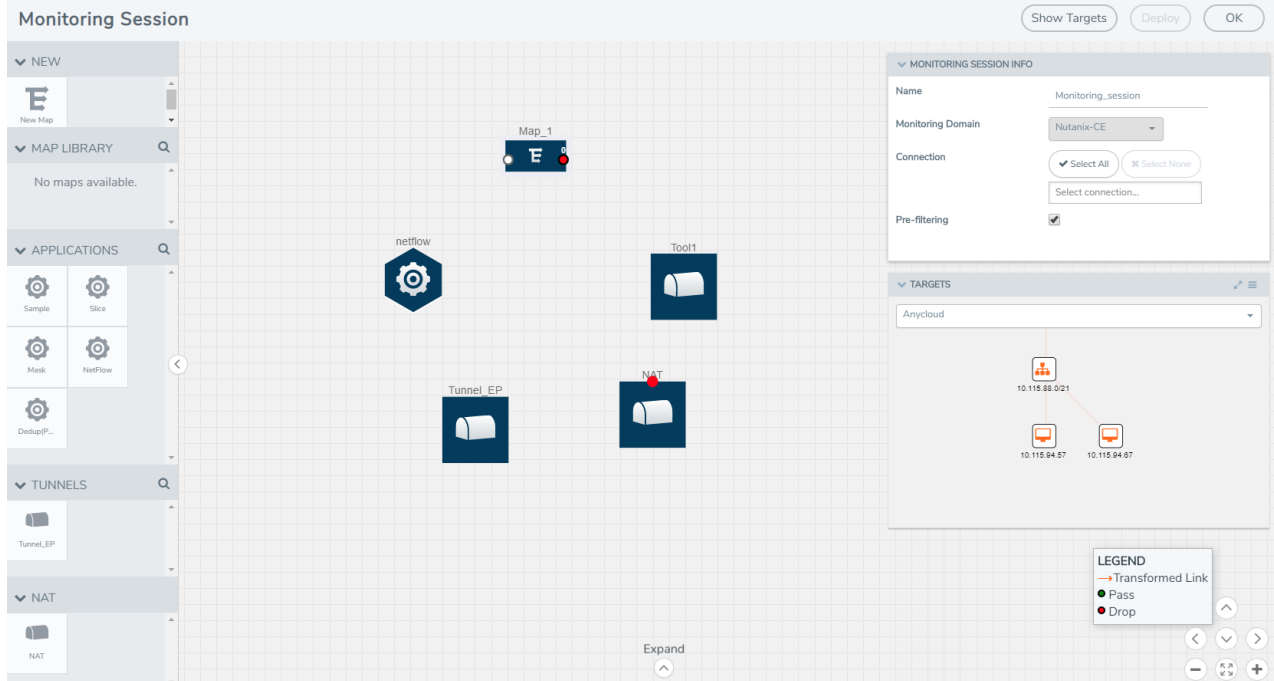 Monitoring Session
Show Targets
Deploy
OK
NEW
New Map
MAP LIBRARY
No maps available.
APPLICATIONS
Sample
Slice
Mask
NetFlow
Dedup(P...
TUNNELS
Tunnel_EP
NAT
NAT
Map_1
0
netflow
Tool1
Tunnel_EP
NAT
Expand
MONITORING SESSION INFO
Name
Monitoring_session
Monitoring Domain
Nutanix-CE
Connection
Select All
Select None
Select connection...
Pre-filtering
TARGETS
Anycloud
10.115.88.0/21
10.115.94.57
10.115.94.67
LEGEND
Transformed Link
Pass
Drop